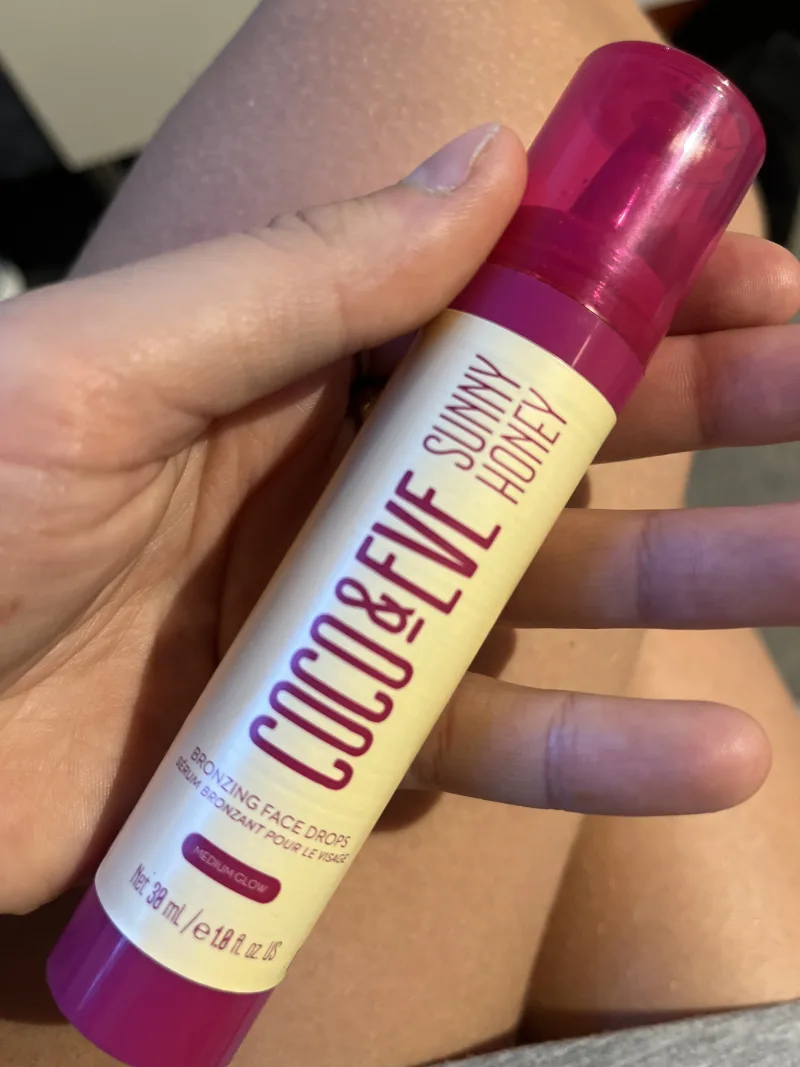 COCO&EVE
SUNNY
HONEY
BRONZING FACE DROPS
SÉRUM BRONZANT POUR LE VISAGE
MEDIUM GLOW
Net 30 mL / e 1.0 fl. oz. US